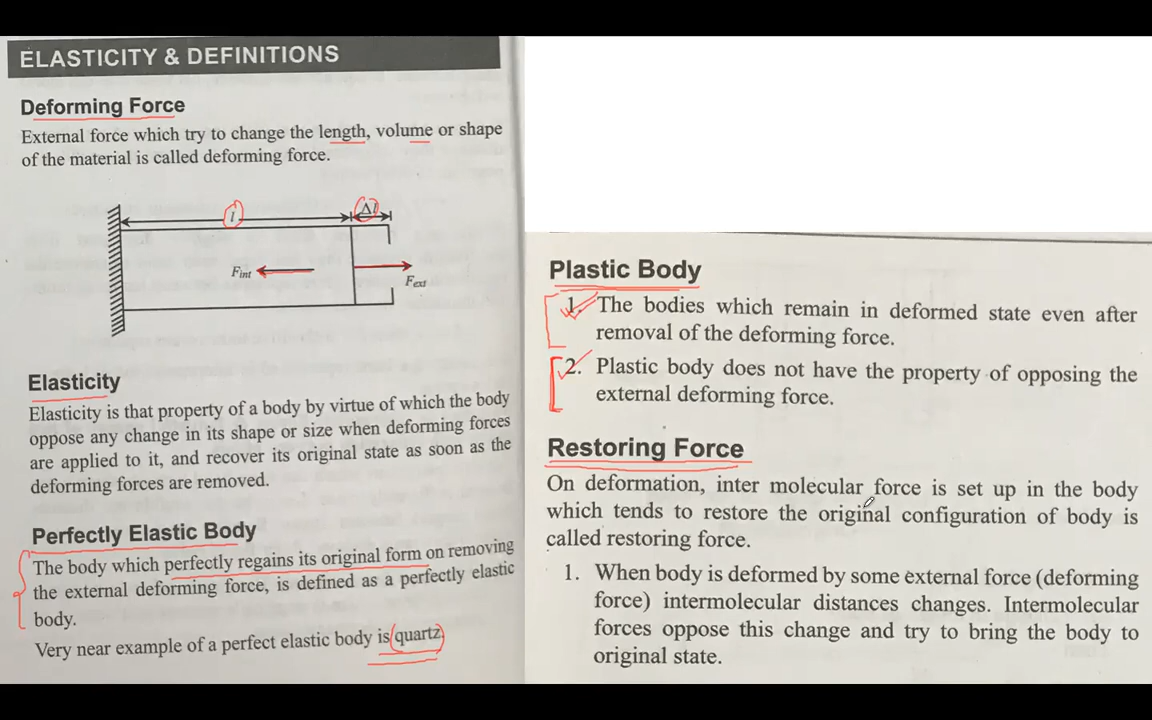 ELASTICITY & DEFINITIONS
Deforming Force
External force which try to change the length, volume or shape
of the material is called deforming force.
l
Δl
Fint
Fext
Elasticity
Elasticity is that property of a body by virtue of which the body
oppose any change in its shape or size when deforming forces
are applied to it, and recover its original state as soon as the
deforming forces are removed.
Perfectly Elastic Body
The body which perfectly regains its original form on removing
the external deforming force, is defined as a perfectly elastic
body.
Very near example of a perfect elastic body is quartz
Plastic Body
1. The bodies which remain in deformed state even after
removal of the deforming force.
2. Plastic body does not have the property of opposing the
external deforming force.
Restoring Force
On deformation, inter molecular force is set up in the body
which tends to restore the original configuration of body is
called restoring force.
1. When body is deformed by some external force (deforming
force) intermolecular distances changes. Intermolecular
forces oppose this change and try to bring the body to
original state.